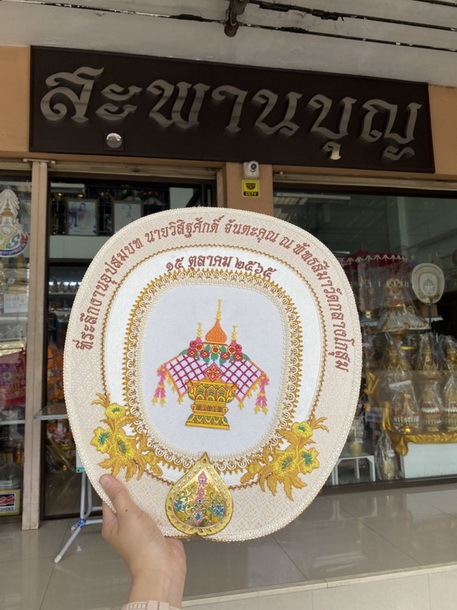 สะพานบุญ
ที่ระลึกงานอุปสมบท นายวิสิฐศักดิ์ จันตะคุณ ณ พัทธสีมาวัดกลางโกสุม
๑๕ ตุลาคม ๒๕๖๕